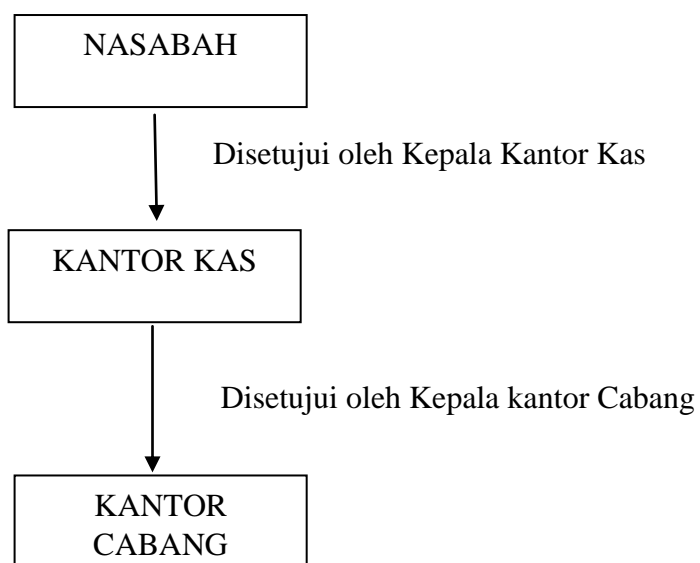 NASABAH
Disetujui oleh Kepala Kantor Kas
KANTOR KAS
Disetujui oleh Kepala kantor Cabang
KANTOR
CABANG